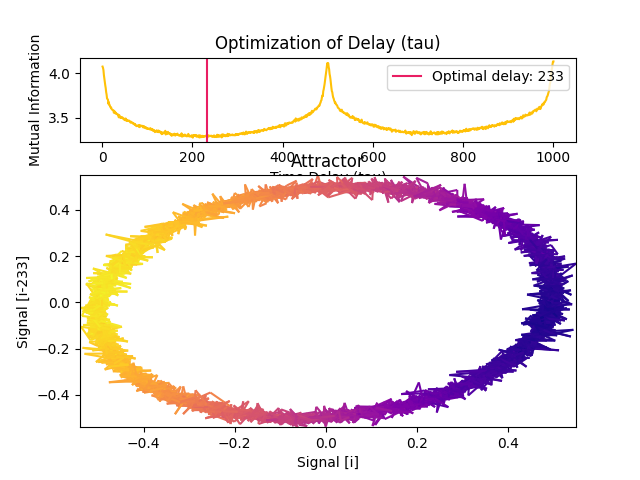 Optimization of Delay (tau)
Mutual Information
4.0
3.5
Optimal delay: 233
0
200
400
600
800
1000
Time Delay (tau)
Attractor
Signal [i-233]
0.4
0.2
0.0
−0.2
−0.4
−0.4
−0.2
0.0
0.2
0.4
Signal [i]